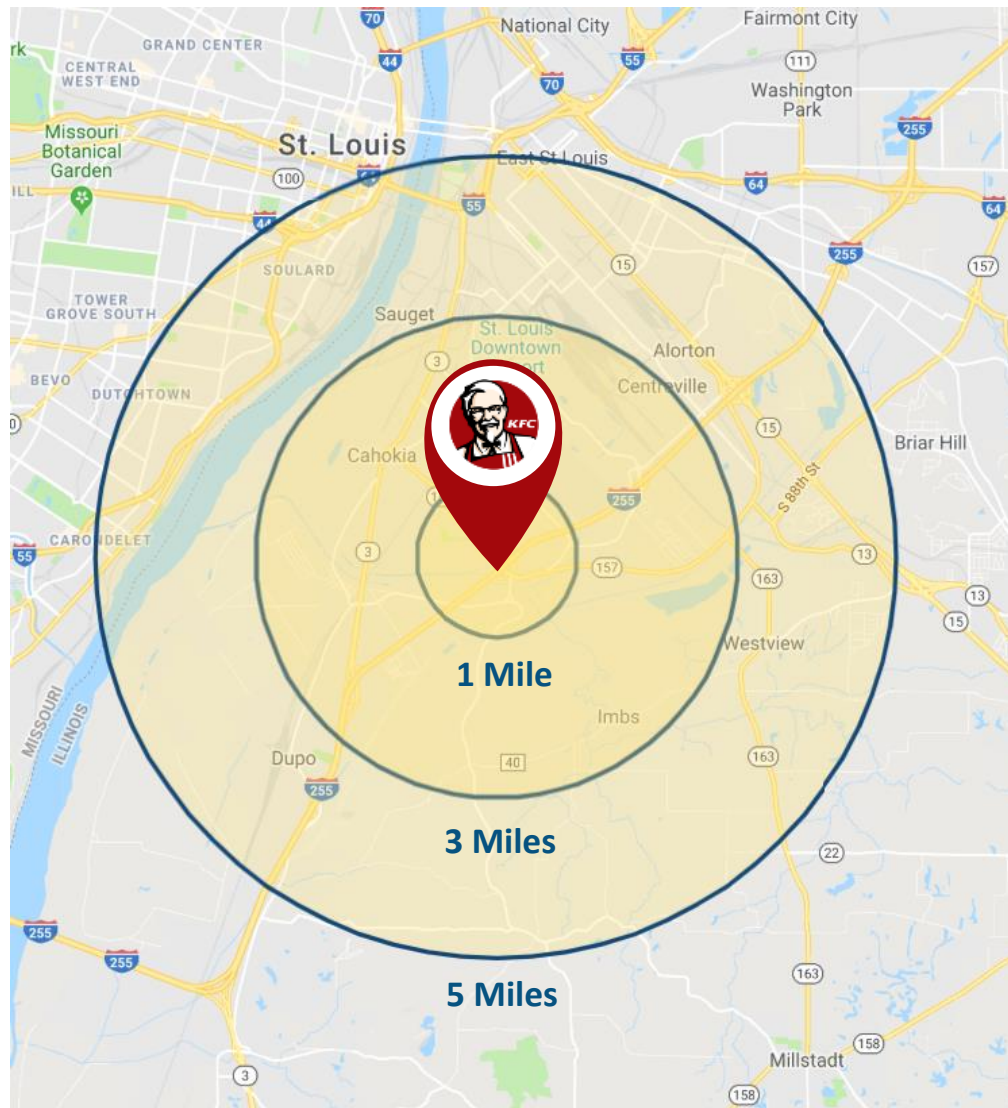 70
National City
Fairmont City
rk
GRAND CENTER
44
55
111
CENTRAL
WEST END
70
Washington
Park
Missouri
Botanical
Garden
St. Louis
255
East St Louis
100
44
64
ILL
55
64
44
255
15
157
SOULARD
TOWER
GROVE SOUTH
Sauget
St. Louis
Downtown
3
Alorton
BEVO
Centreville
DUTCHTOWN
KFC
15
Briar Hill
Cahokia
S 88th St
255
CARONDELET
55
3
157
13
163
13
15
Westview
1 Mile
MISSOURI
ILLINOIS
Imbs
Dupo
40
163
255
3 Miles
22
255
255
163
5 Miles
158
Millstadt
3
158